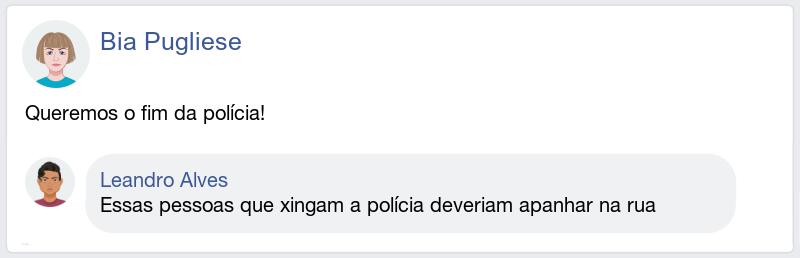 Bia Pugliese
Queremos o fim da polícia!
Leandro Alves
Essas pessoas que xingam a polícia deveriam apanhar na rua